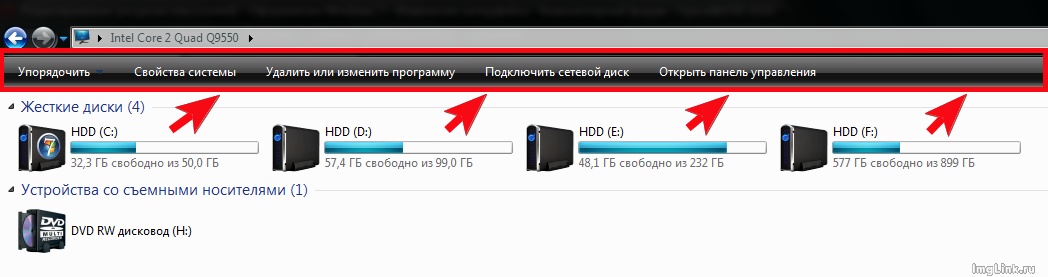 Intel Core 2 Quad Q9550
Упорядочить Свойства системы Удалить или изменить программу Подключить сетевой диск Открыть панель управления
Жесткие диски (4)
HDD (C:) HDD (D:) HDD (E:) HDD (F:)
32,3 ГБ свободно из 50,0 ГБ 57,4 ГБ свободно из 99,0 ГБ 48,1 ГБ свободно из 232 ГБ 577 ГБ свободно из 899 ГБ
Устройства со съемными носителями (1)
DVD
MULTI
DVD RW дисковод (H:)
ImgLink.ru